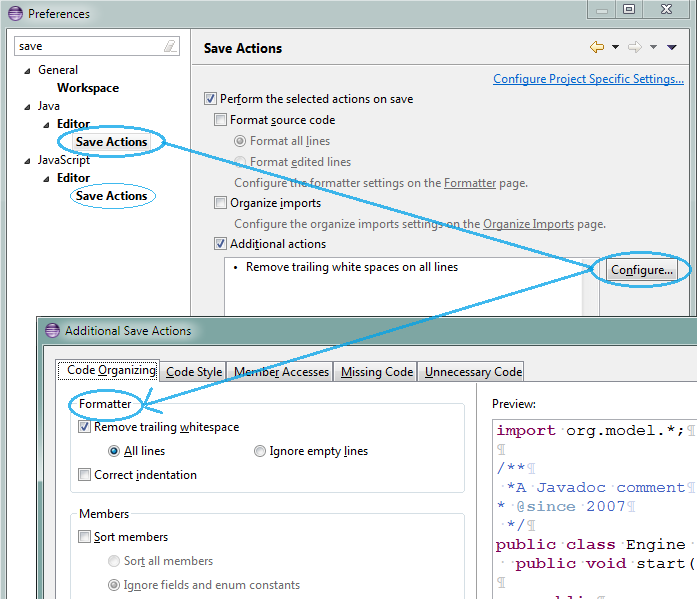 Preferences
save
General
Workspace
Java
Editor
Save Actions
JavaScript
Editor
Save Actions
Save Actions
Configure Project Specific Settings...
Perform the selected actions on save
Format source code
Format all lines
Format edited lines
Configure the formatter settings on the Formatter page.
Organize imports
Configure the organize imports settings on the Organize Imports page.
Additional actions
• Remove trailing white spaces on all lines
Configure...
Additional Save Actions
Code Organizing Code Style Member Accesses Missing Code Unnecessary Code
Formatter
Remove trailing whitespace
All lines Ignore empty lines
Correct indentation
Members
Sort members
Sort all members
Ignore fields and enum constants
Preview:
import·org.model.*;¶
¶
/**¶
·*A·Javadoc·comment
*·@since·2007¶
·*/¶
public·class·Engine·
··public·void·start(
¶